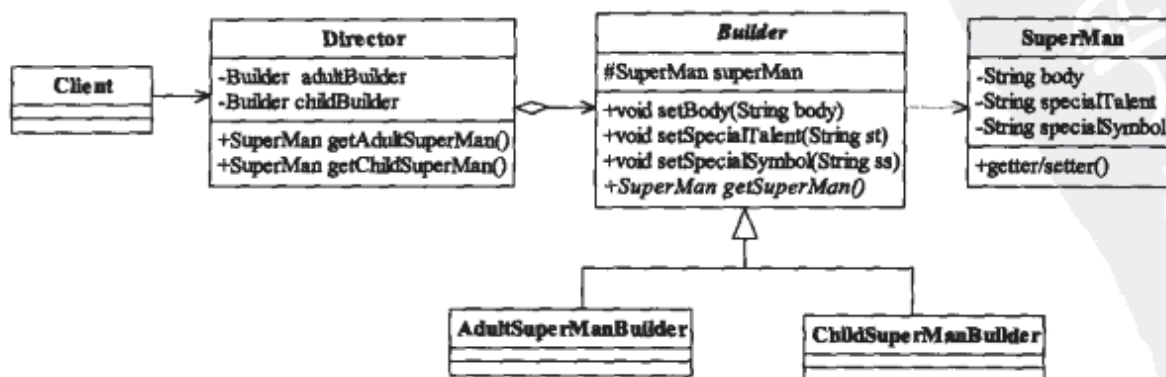 Client
Director
-Builder adultBuilder
-Builder childBuilder
+SuperMan getAdultSuperMan()
+SuperMan getChildSuperMan()
Builder
#SuperMan superMan
+void setBody(String body)
+void setSpecialTalent(String st)
+void setSpecialSymbol(String ss)
+SuperMan getSuperMan()
SuperMan
-String body
-String specialTalent
-String specialSymbol
+getter/setter()
AdultSuperManBuilder
ChildSuperManBuilder